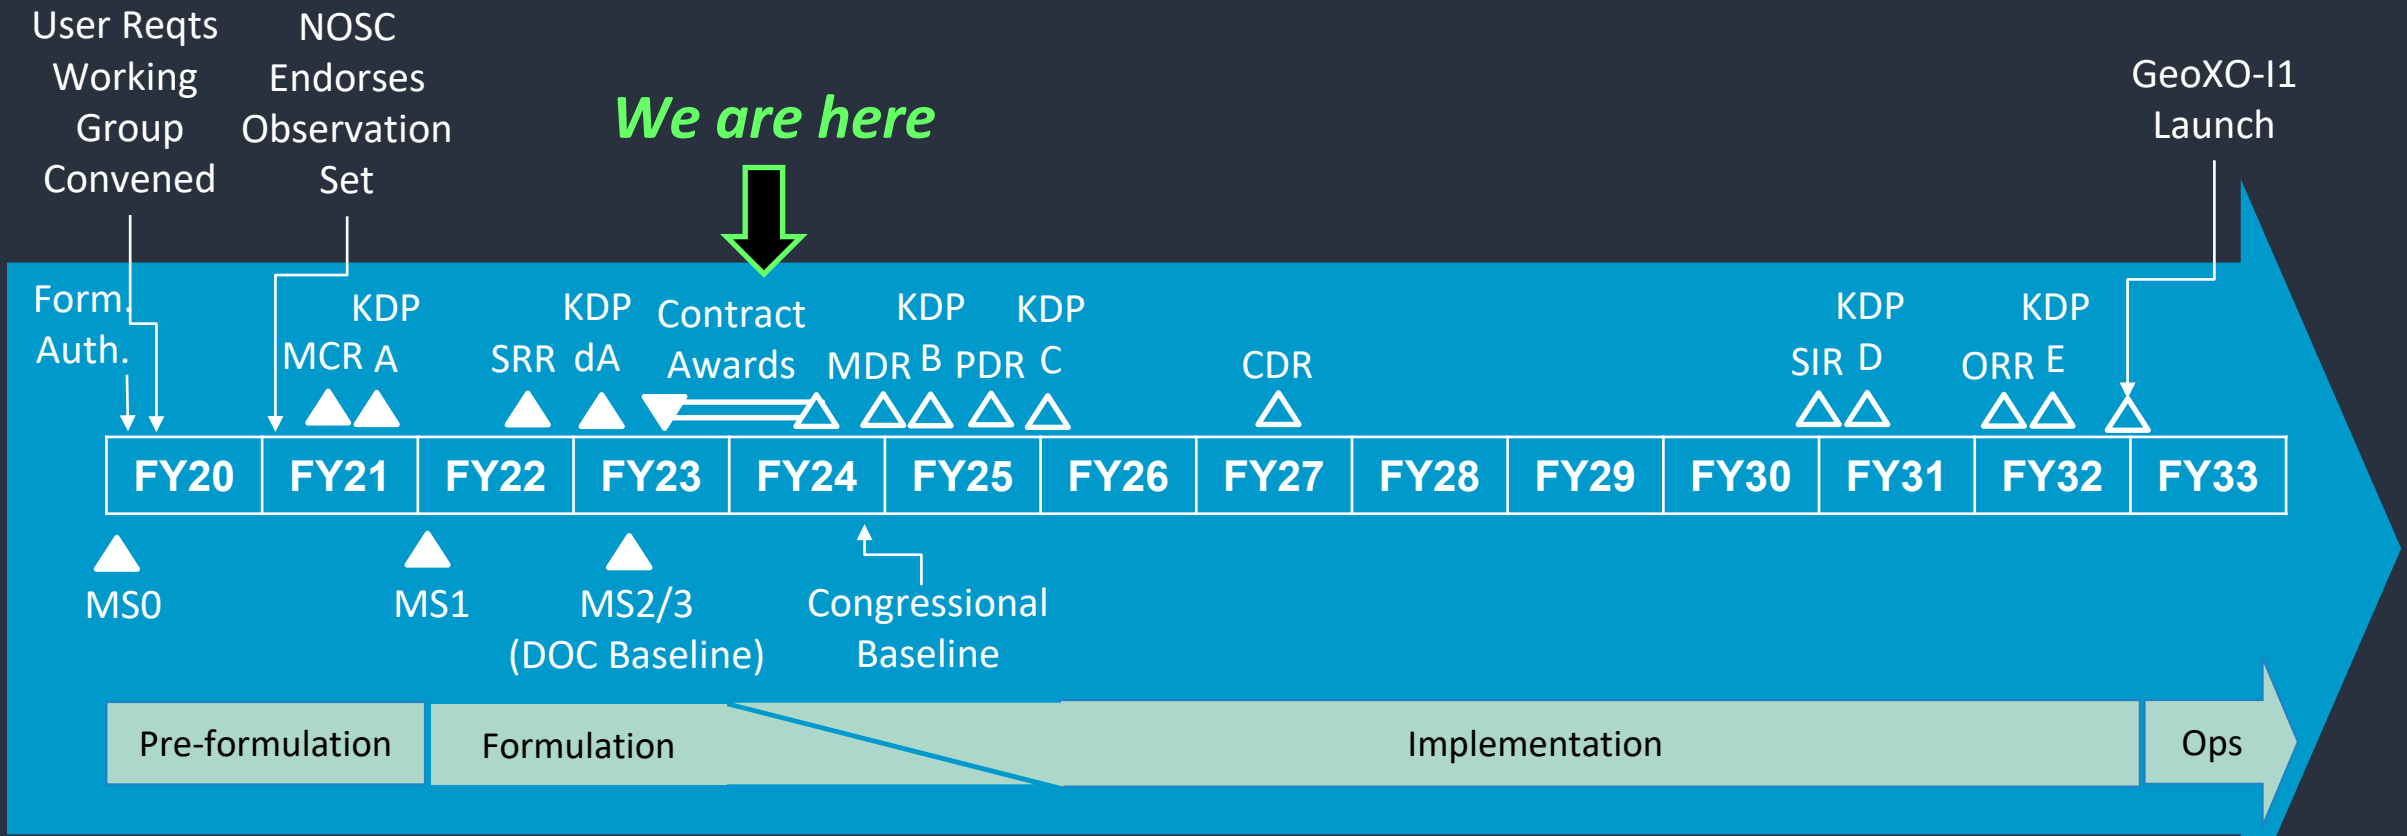 User Reqts
Working
Group
Convened
NOSC
Endorses
Observation
Set
We are here
GeoXO-I1
Launch
Form.
Auth.
MCR
KDP
A
SRR
KDP
dA
Contract
Awards
MDR
KDP
B
PDR
KDP
C
CDR
SIR
KDP
D
ORR
KDP
E
FY20
FY21
FY22
FY23
FY24
FY25
FY26
FY27
FY28
FY29
FY30
FY31
FY32
FY33
MS0
MS1
MS2/3
(DOC Baseline)
Congressional
Baseline
Pre-formulation
Formulation
Implementation
Ops